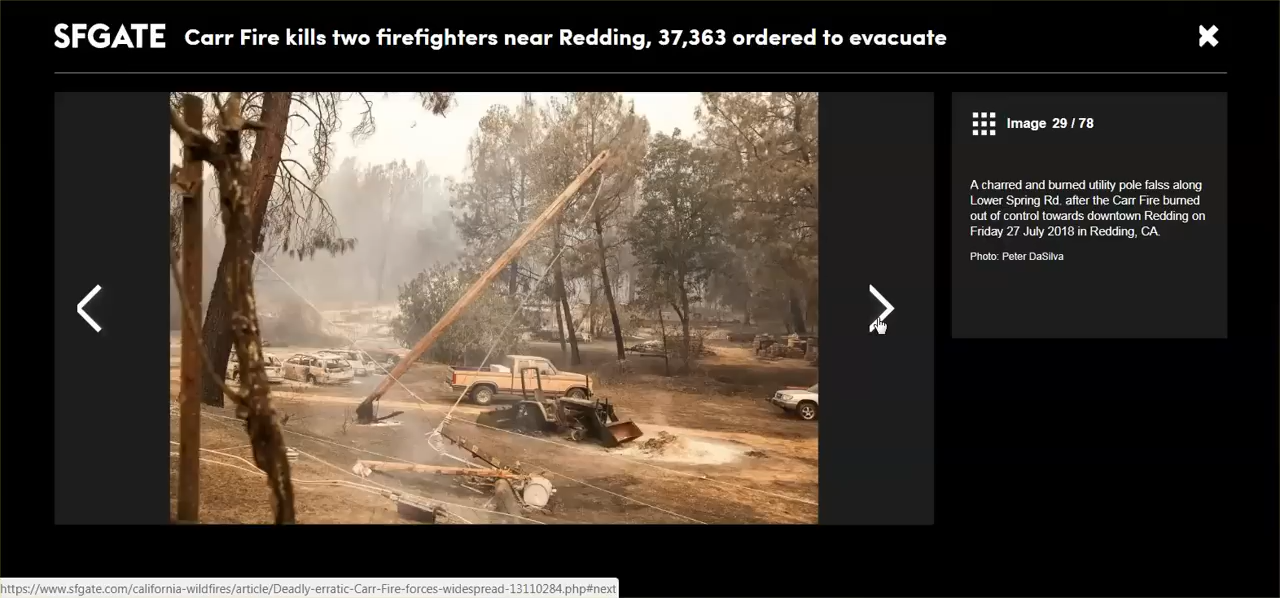 SFGATE Carr Fire kills two firefighters near Redding, 37,363 ordered to evacuate
Image 29 / 78
A charred and burned utility pole falss along
Lower Spring Rd. after the Carr Fire burned
out of control towards downtown Redding on
Friday 27 July 2018 in Redding, CA.
Photo: Peter DaSilva
https://www.sfgate.com/california-wildfires/article/Deadly-erratic-Carr-Fire-forces-widespread-13110284.php#next